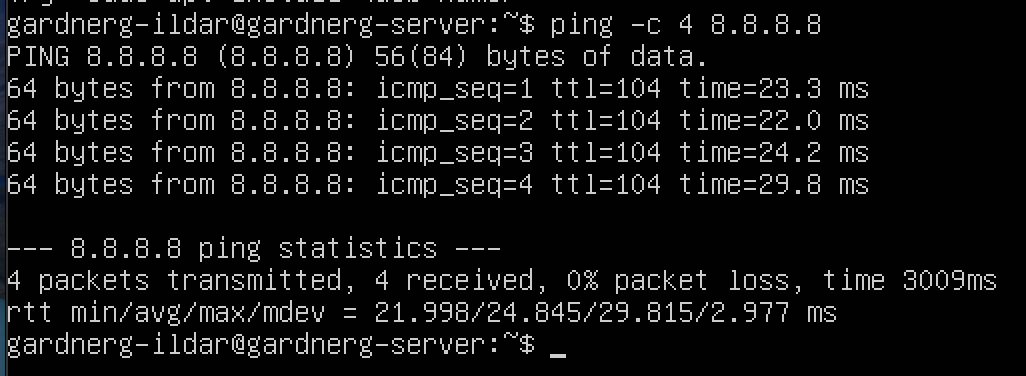 gardnerg-ildar@gardnerg-server:~$ ping -c 4 8.8.8.8
PING 8.8.8.8 (8.8.8.8) 56(84) bytes of data.
64 bytes from 8.8.8.8: icmp_seq=1 ttl=104 time=23.3 ms
64 bytes from 8.8.8.8: icmp_seq=2 ttl=104 time=22.0 ms
64 bytes from 8.8.8.8: icmp_seq=3 ttl=104 time=24.2 ms
64 bytes from 8.8.8.8: icmp_seq=4 ttl=104 time=29.8 ms
--- 8.8.8.8 ping statistics ---
4 packets transmitted, 4 received, 0% packet loss, time 3009ms
rtt min/avg/max/mdev = 21.998/24.845/29.815/2.977 ms
gardnerg-ildar@gardnerg-server:~$ _